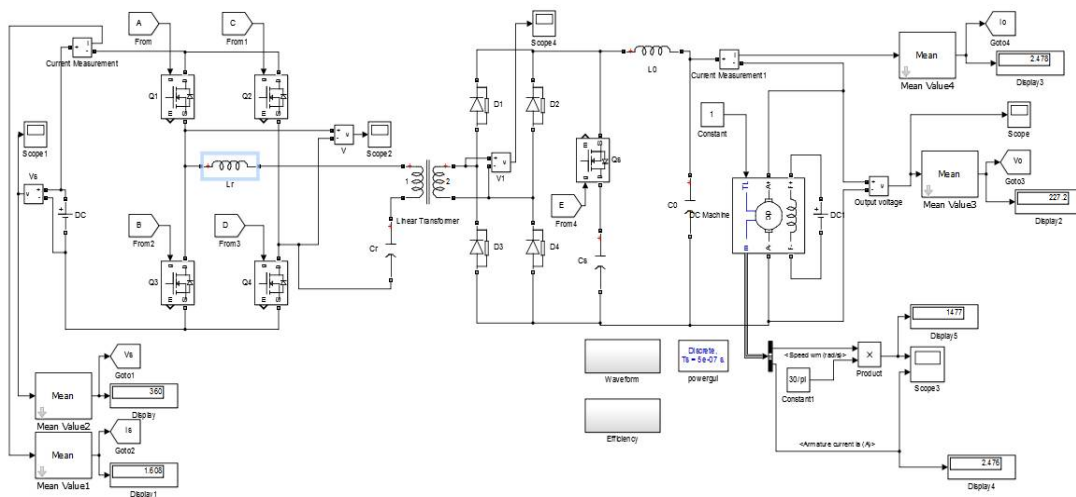 A
From
C
From1
Current Measurement
Q1
Q2
Scope4
D1
D2
L0
Current Measurement1
Mean
Mean Value4
Io
Goto4
2.478
Display3
1
Constant
Scope
Scope1
Vs
v
DC
v
V
Scope2
Lr
1
2
Linear Transformer
v
V1
Qs
E
From4
C0
TL
DC Machine
DC1
v
Output voltage
Mean
Mean Value3
Vo
Goto3
227.2
Display2
B
From2
D
From3
Q3
Q4
Cr
D3
D4
Cs
Vs
Goto1
Mean
Mean Value2
360
Display
Is
Goto2
Mean
Mean Value1
1.608
Display1
Waveform
Efficiency
Discrete,
Ts = 5e-07 s.
powergui
<Speed wm (rad/s)>
30/pi
Constant1
×
Product
1477
Display5
Scope3
<Armature current ia (A)>
2.476
Display4